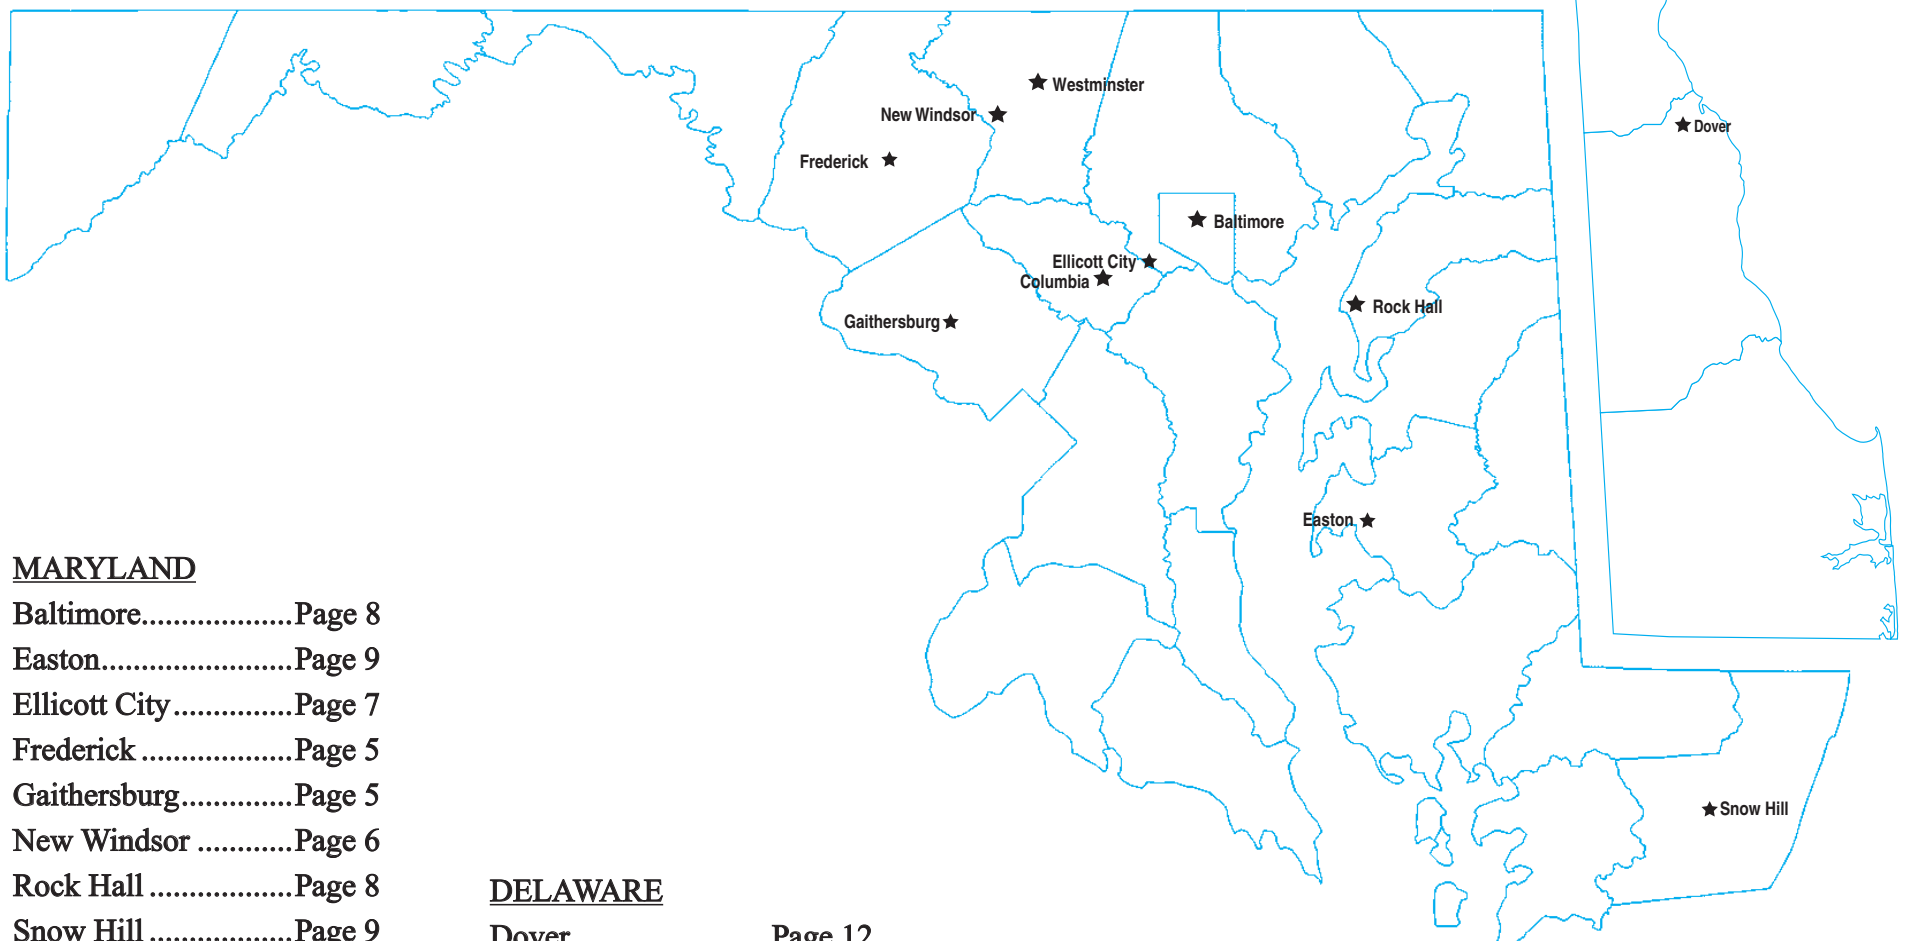 Westminster
New Windsor
Dover
Frederick
Baltimore
Ellicott City
Columbia
Rock Hall
Gaithersburg
Easton
MARYLAND
Baltimore...................Page 8
Easton........................Page 9
Ellicott City...............Page 7
Frederick ...................Page 5
Gaithersburg..............Page 5
New Windsor ............Page 6
Rock Hall ..................Page 8
Snow Hill ..................Page 9
Snow Hill
DELAWARE
Dover Page 12